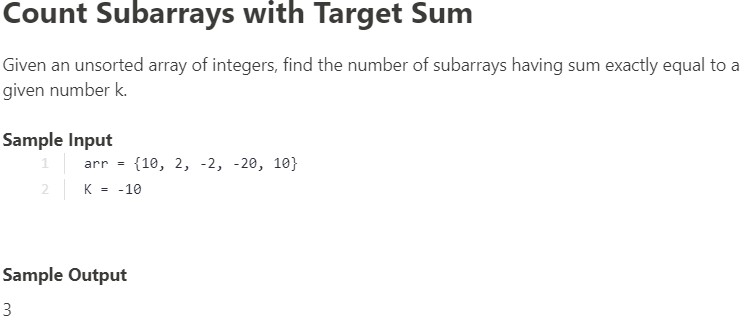 Count Subarrays with Target Sum
Given an unsorted array of integers, find the number of subarrays having sum exactly equal to a
given number k.
Sample Input
1 arr = {10, 2, -2, -20, 10}
2 K = -10
Sample Output
3